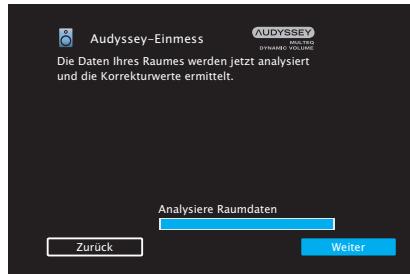 Audyssey-Einmess
AUDYSSEY
MULTEQ
DYNAMIC VOLUME
Die Daten Ihres Raumes werden jetzt analysiert
und die Korrekturwerte ermittelt.
Analysiere Raumdaten
Zurück
Weiter